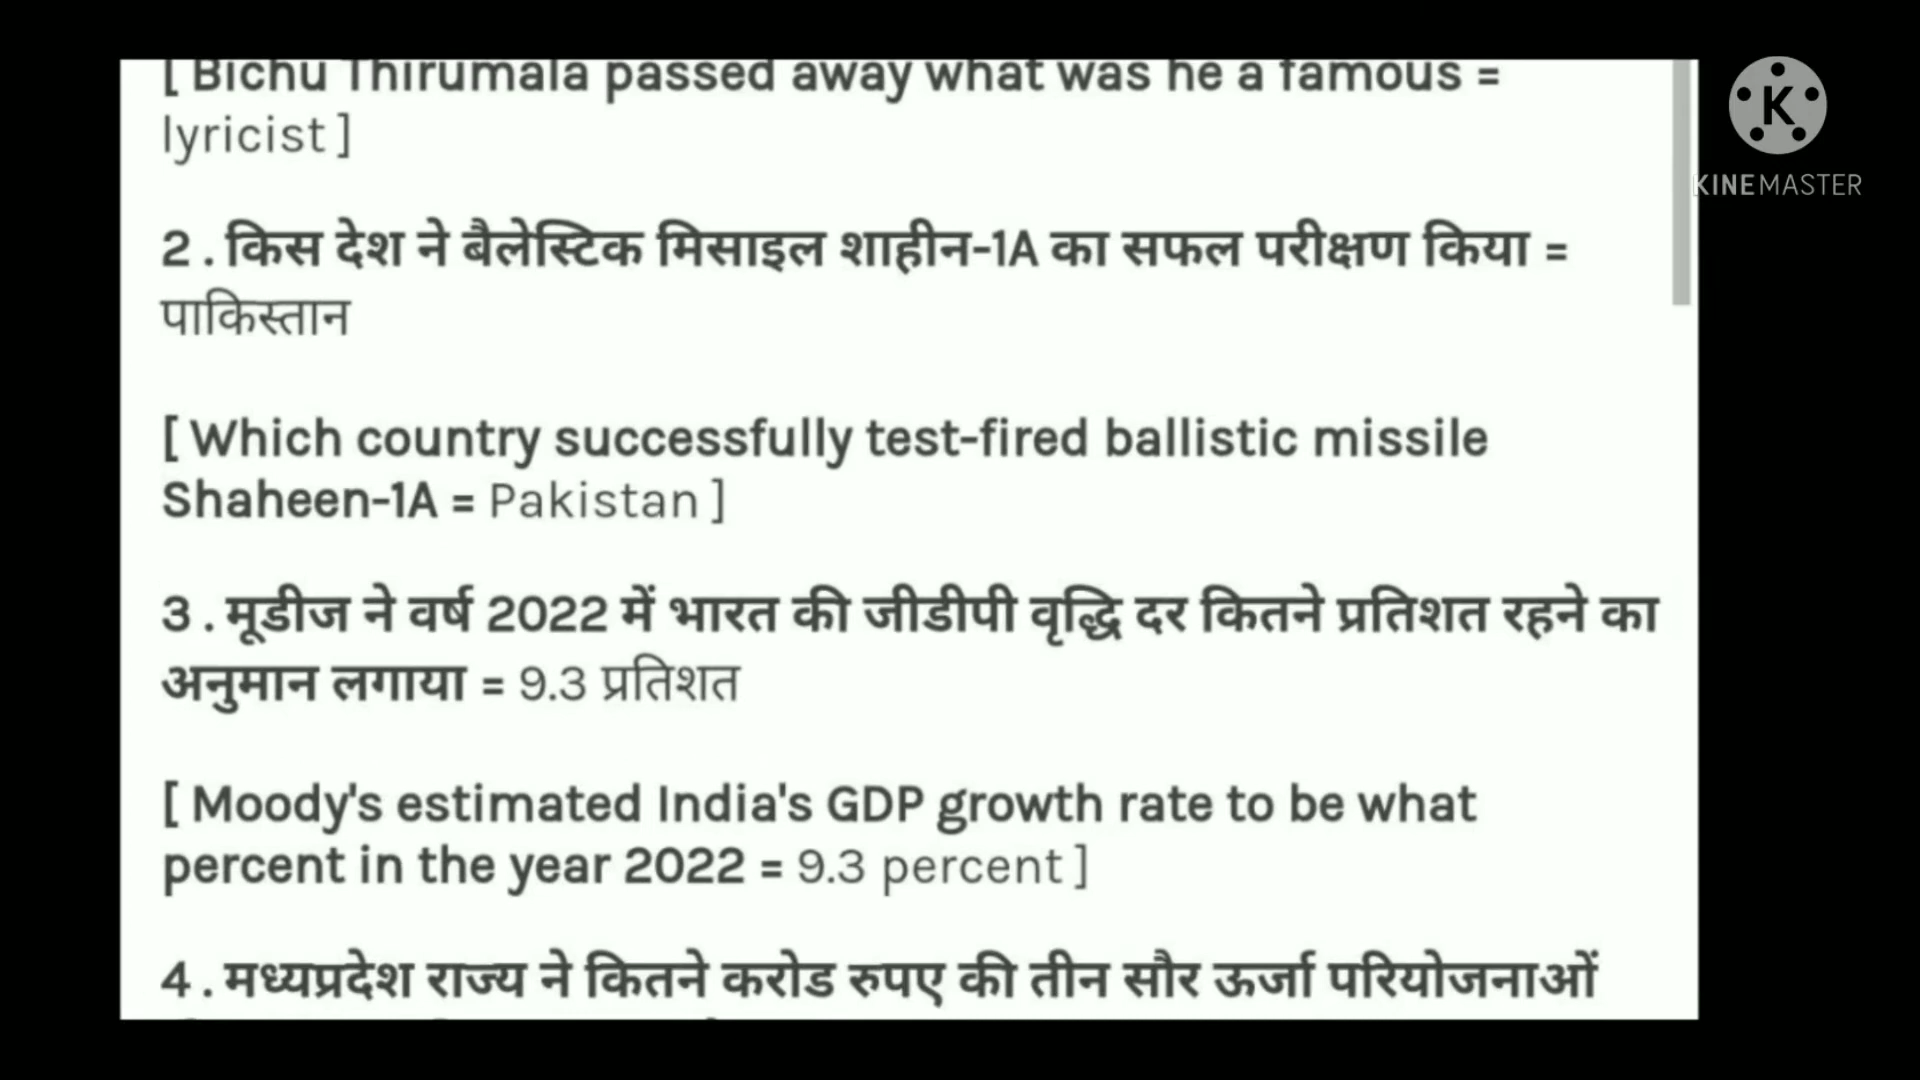 [ Bichu Thirumala passed away what was he a famous =
lyricist ]
2 . किस देश ने बैलेस्टिक मिसाइल शाहीन-1A का सफल परीक्षण किया =
पाकिस्तान
[ Which country successfully test-fired ballistic missile
Shaheen-1A = Pakistan ]
3 . मूडीज ने वर्ष 2022 में भारत की जीडीपी वृद्धि दर कितने प्रतिशत रहने का
अनुमान लगाया = 9.3 प्रतिशत
[ Moody's estimated India's GDP growth rate to be what
percent in the year 2022 = 9.3 percent ]
4 . मध्यप्रदेश राज्य ने कितने करोड रुपए की तीन सौर ऊर्जा परियोजनाओं
K
KINEMASTER